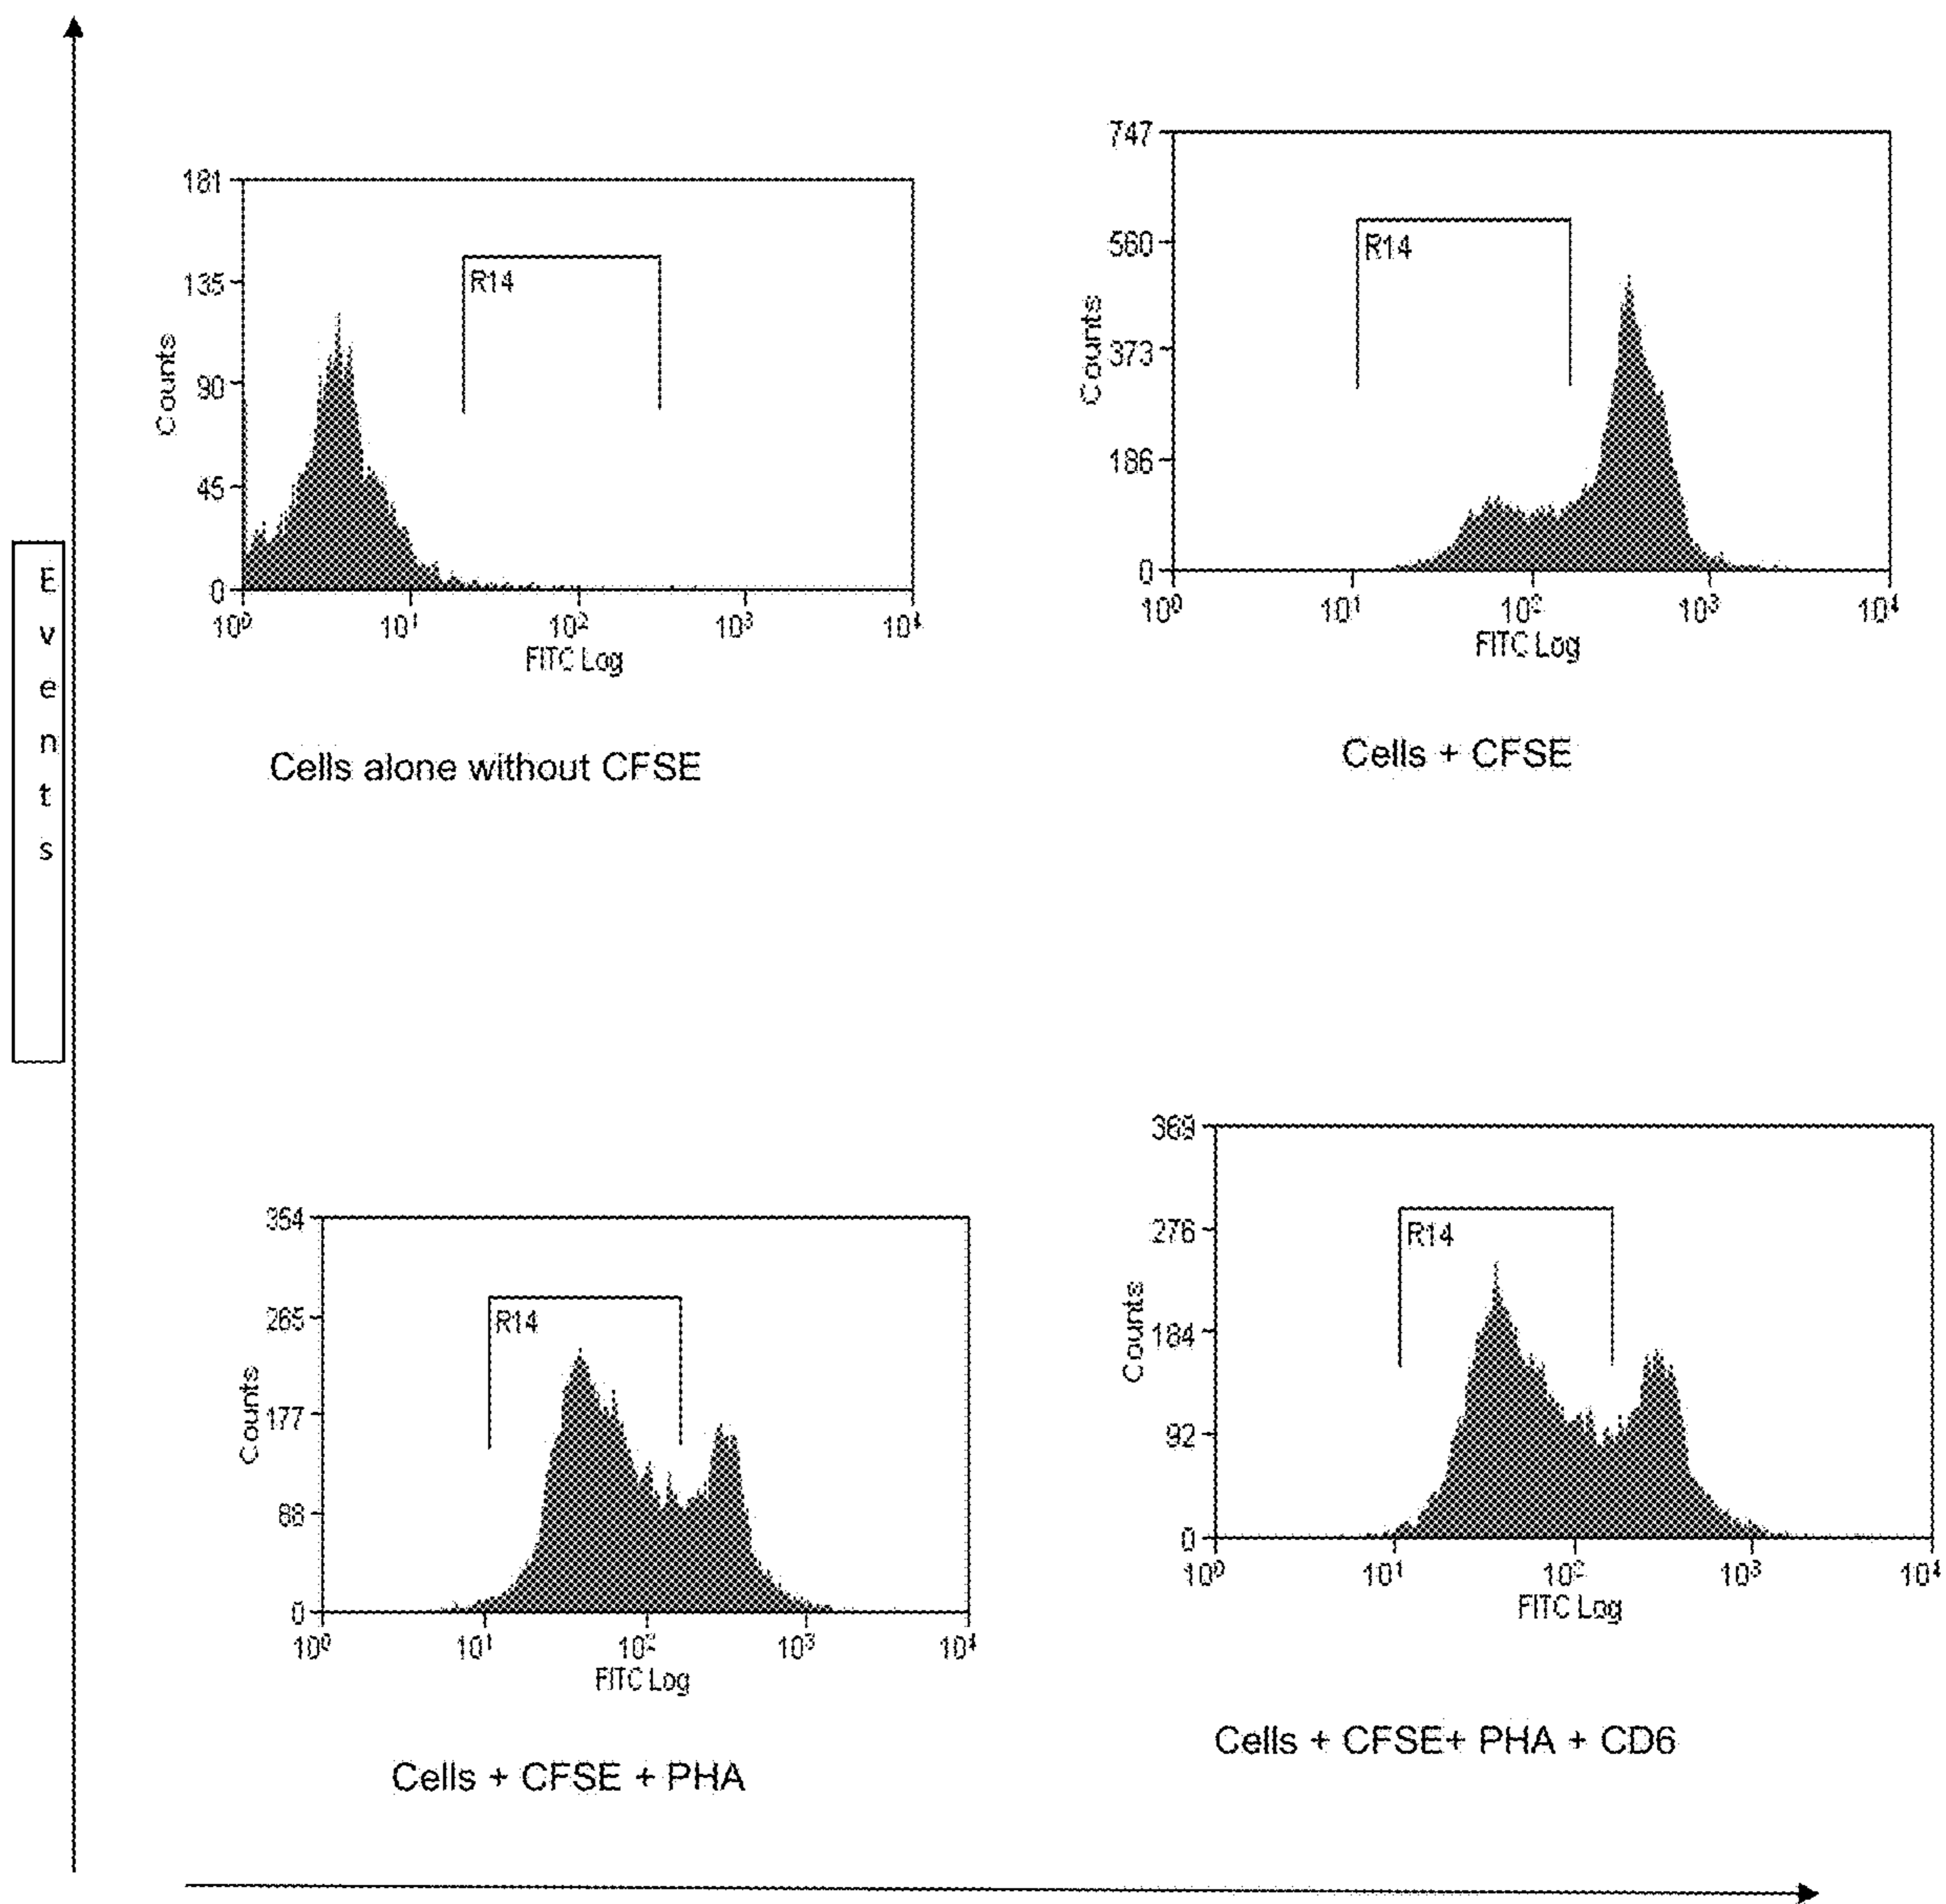 Events
181
135
90
45
0
Counts
R14
10⁰ 10¹ 10² 10³ 10⁴
FITC Log
Cells alone without CFSE
747
560
373
186
0
Counts
R14
10⁰ 10¹ 10² 10³ 10⁴
FITC Log
Cells + CFSE
354
265
177
88
0
Counts
R14
10⁰ 10¹ 10² 10³ 10⁴
FITC Log
Cells + CFSE + PHA
369
276
184
92
0
Counts
R14
10⁰ 10¹ 10² 10³ 10⁴
FITC Log
Cells + CFSE+ PHA + CD6